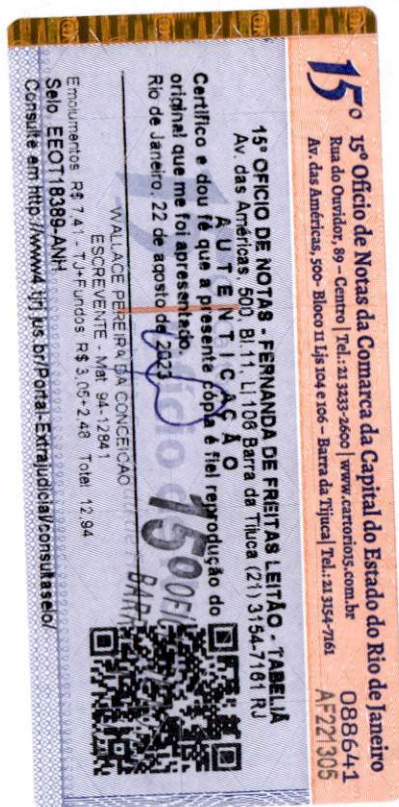 15º 15º Ofício de Notas da Comarca da Capital do Estado do Rio de Janeiro
Rua do Ouvidor, 89 – Centro | Tel.: 21 3233-2600 | www.cartorio15.com.br
Av. das Américas, 500 - Bloco 11 Ljs 104 e 106 – Barra da Tijuca | Tel.: 21 3154-7161
088641
AF221305
15º OFICIO DE NOTAS - FERNANDA DE FREITAS LEITÃO - TABELIÃ
Av. das Américas, 500, Bl.11, Lj 106 Barra da Tijuca (21) 3154-7161 RJ
A U T E N T I C A Ç Ã O
Certifico e dou fé que a presente cópia é fiel reprodução do
original que me foi apresentado.
Rio de Janeiro, 22 de agosto de 2023
WALLACE PEREIRA DA CONCEIÇÃO
ESCREVENTE - Mat. 94-12841
Emolumentos R$ 7,41 - TJ-Fundos R$ 3,05+2,48 Total: 12,94
Selo: EEOT18389-ANH
Consulte em http://www4.tjrj.us.br/Portal-Extrajudicial/consultaselo/
15º